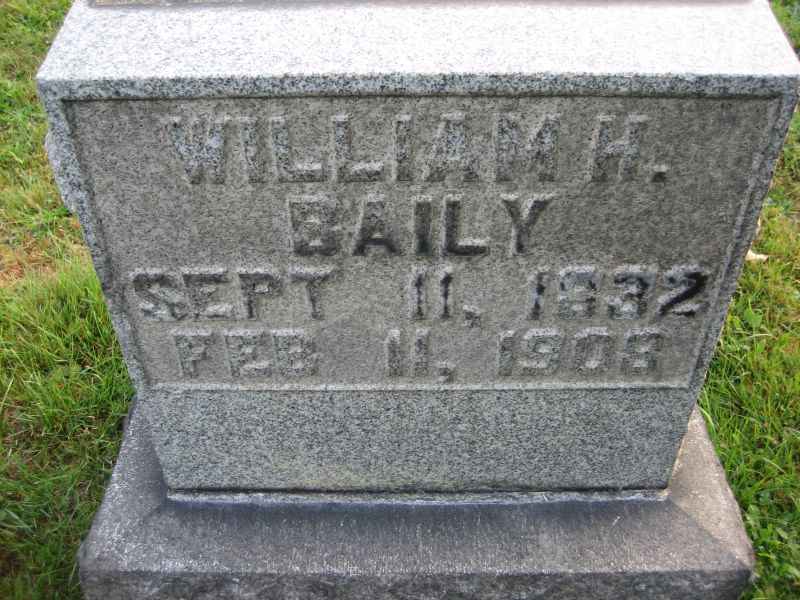 WILLIAM H.
BAILY
SEPT 11, 1832
FEB 11, 1908